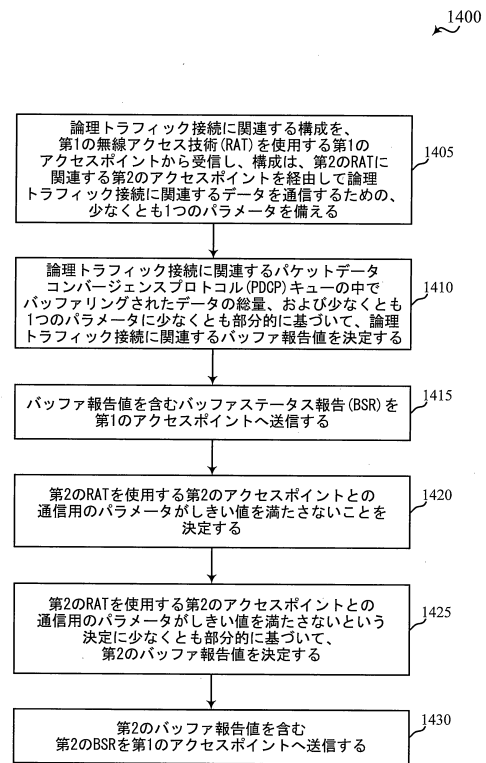 1400
論理トラフィック接続に関連する構成を、
第1の無線アクセス技術(RAT)を使用する第1の
アクセスポイントから受信し、構成は、第2のRATに
関連する第2のアクセスポイントを経由して論理
トラフィック接続に関連するデータを通信するための、
少なくとも1つのパラメータを備える
1405
論理トラフィック接続に関連するパケットデータ
コンバージェンスプロトコル(PDCP)キューの中で
バッファリングされたデータの総量、および少なくとも
1つのパラメータに少なくとも部分的に基づいて、論理
トラフィック接続に関連するバッファ報告値を決定する
1410
バッファ報告値を含むバッファステータス報告(BSR)を
第1のアクセスポイントへ送信する
1415
第2のRATを使用する第2のアクセスポイントとの
通信用のパラメータがしきい値を満たさないことを
決定する
1420
第2のRATを使用する第2のアクセスポイントとの
通信用のパラメータがしきい値を満たさないという
決定に少なくとも部分的に基づいて、
第2のバッファ報告値を決定する
1425
第2のバッファ報告値を含む
第2のBSRを第1のアクセスポイントへ送信する
1430